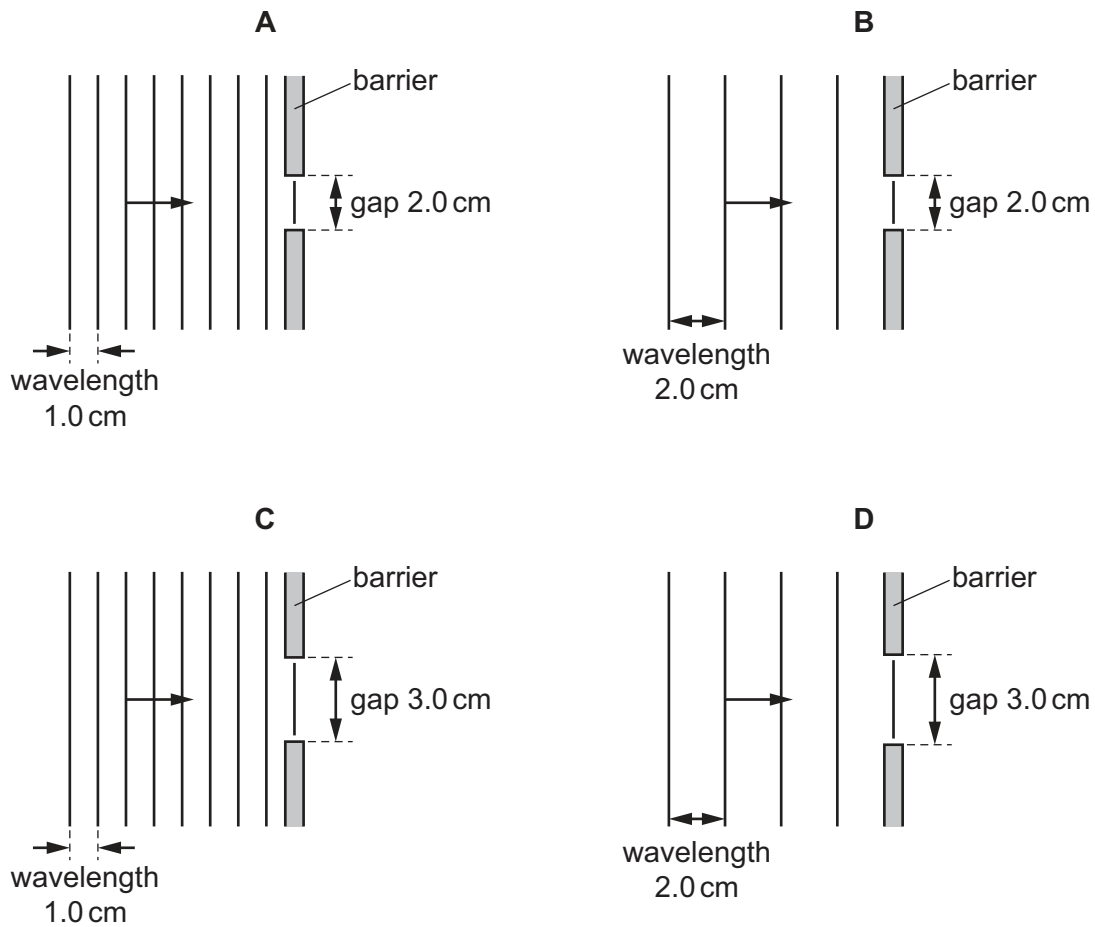 A
barrier
gap 2.0 cm
wavelength
1.0 cm
B
barrier
gap 2.0 cm
wavelength
2.0 cm
C
barrier
gap 3.0 cm
wavelength
1.0 cm
D
barrier
gap 3.0 cm
wavelength
2.0 cm